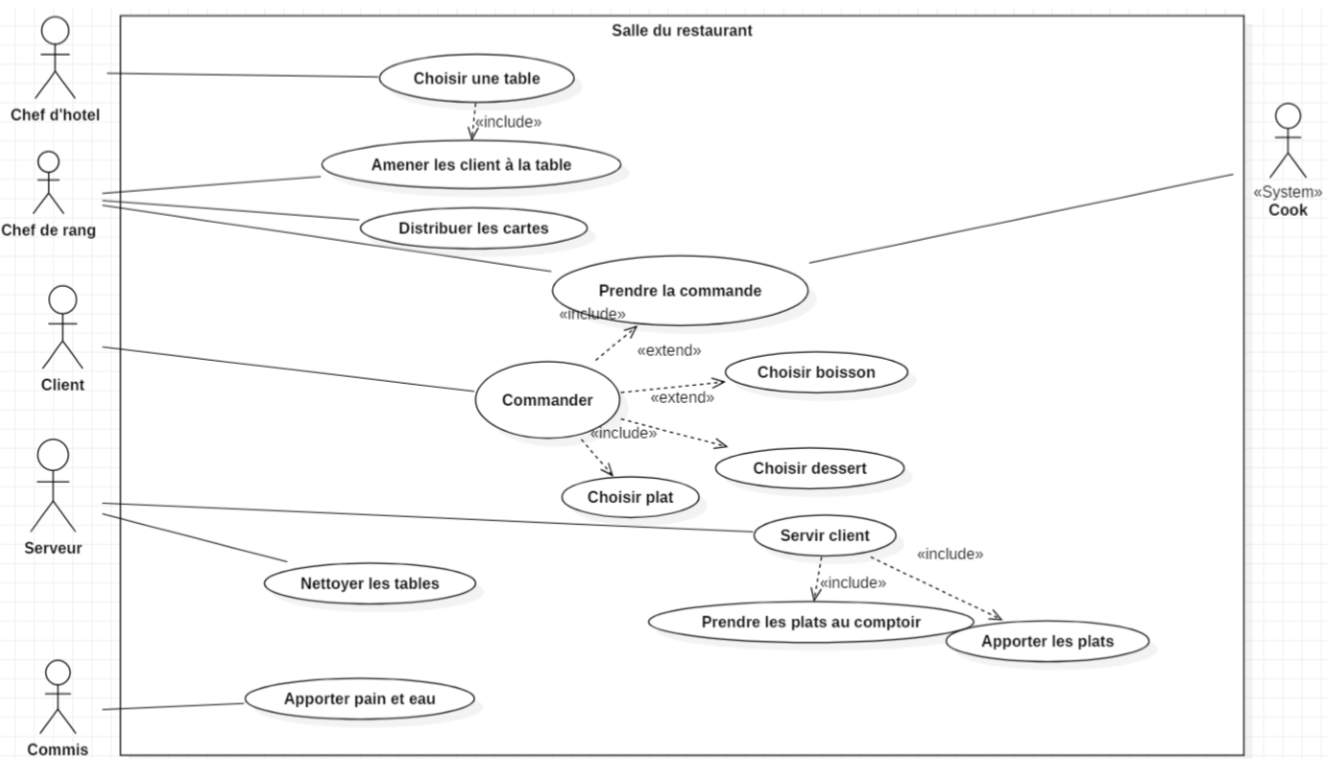 Salle du restaurant
Chef d'hotel
Choisir une table
«include»
Amener les client à la table
Chef de rang
Distribuer les cartes
«System»
Cook
Prendre la commande
«include»
«extend»
Client
Commander
Choisir boisson
«extend»
«include»
Choisir dessert
Choisir plat
Serveur
Servir client
«include»
«include»
Nettoyer les tables
Prendre les plats au comptoir
Apporter les plats
Commis
Apporter pain et eau